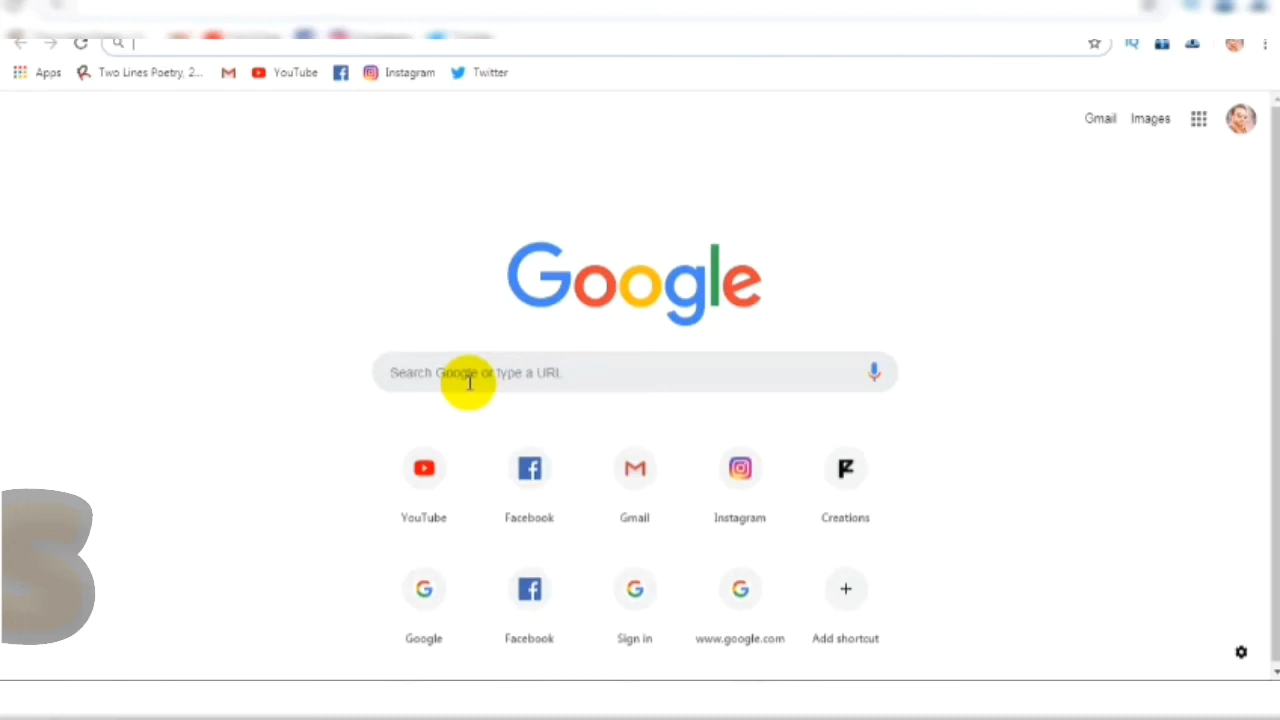 Apps Two Lines Poetry, 2... YouTube Instagram Twitter
Gmail Images
Google
Search Google or type a URL
YouTube Facebook Gmail Instagram Creations
Google Facebook Sign in www.google.com Add shortcut
S